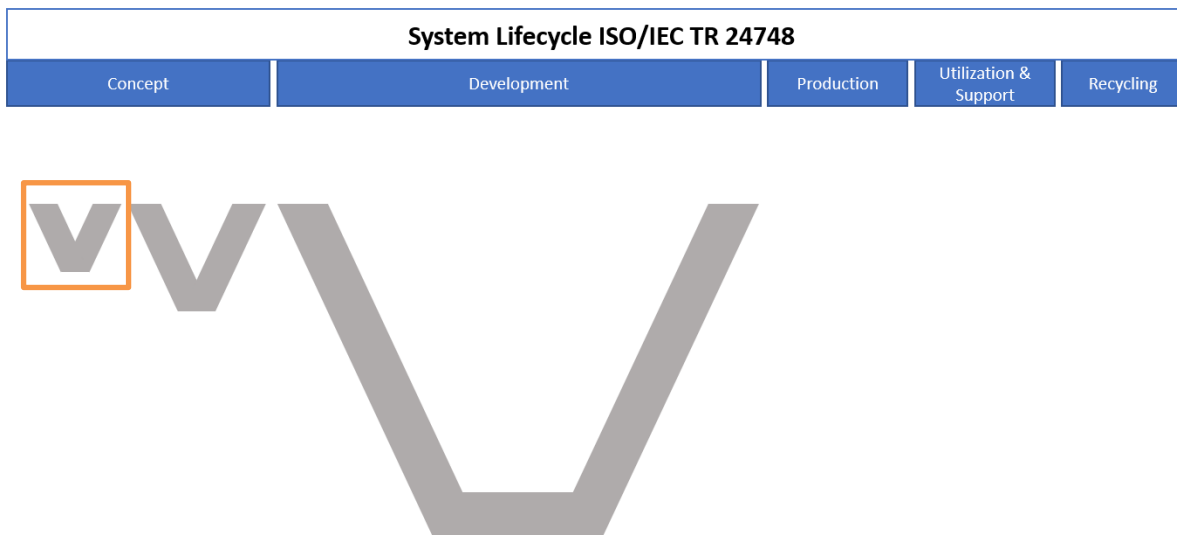 System Lifecycle ISO/IEC TR 24748
Concept
Development
Production
Utilization &
Support
Recycling